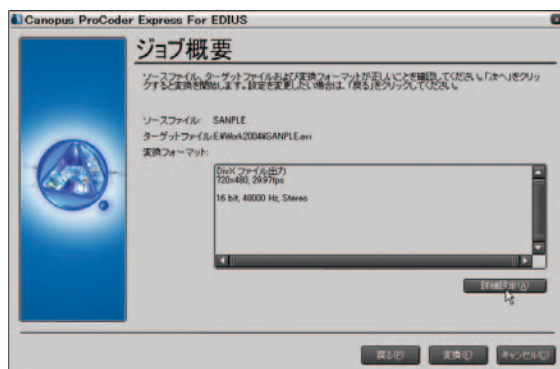 Canopus ProCoder Express For EDIUS
ジョブ概要
ソースファイル、ターゲットファイルおよび変換フォーマットが正しいことを確認してください。「次へ」をクリッ
クすると変換を開始します。設定を変更したい場合は、「戻る」をクリックしてください。
ソースファイル: SANPLE
ターゲットファイル:E:¥Work2004¥SANPLE.avi
変換フォーマット:
DivX ファイル出力
720x480, 29.97fps
16 bit, 48000 Hz, Stereo
詳細設定(A)
戻る(P)
変換(E)
キャンセル(C)